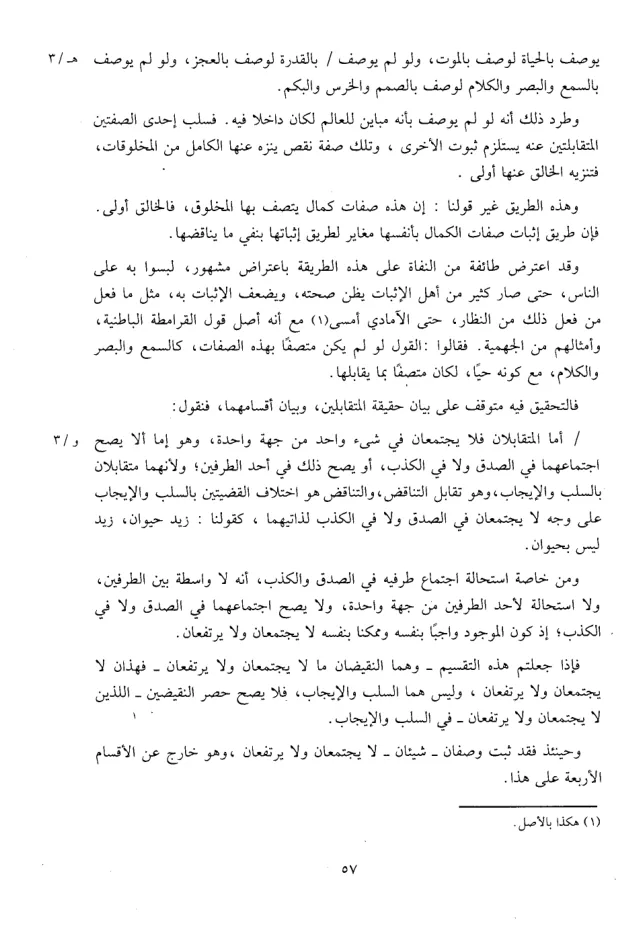 يوصف بالحياة لوصف بالموت، ولو لم يوصف / بالقدرة لوصف بالعجز، ولو لم يوصف هـ/٣
بالسمع والبصر والكلام لوصف بالصمم والخرس والبكم.
وطرد ذلك أنه لو لم يوصف بأنه مباين للعالم لكان داخلا فيه. فسلب إحدى الصفتين
المتقابلتين عنه يستلزم ثبوت الأخرى ، وتلك صفة نقص ينزه عنها الكامل من المخلوقات،
فتنزيه الخالق عنها أولى .
وهذه الطريق غير قولنا : إن هذه صفات كمال يتصف بها المخلوق، فالخالق أولى.
فإن طريق إثبات صفات الكمال بأنفسها مغاير لطريق إثباتها بنفي ما يناقضها.
وقد اعترض طائفة من النفاة على هذه الطريقة باعتراض مشهور، لبسوا به على
الناس، حتى صار كثير من أهل الإثبات يظن صحته، ويضعف الإثبات به، مثل ما فعل
من فعل ذلك من النظار، حتى الآمادي أمسى(١) مع أنه أصل قول القرامطة الباطنية،
وأمثالهم من الجهمية. فقالوا :القول لو لم يكن متصفًا بهذه الصفات، كالسمع والبصر
والكلام، مع كونه حيًا، لكان متصفًا بما يقابلها.
فالتحقيق فيه متوقف على بيان حقيقة المتقابلين، وبيان أقسامهما، فنقول:
/ أما المتقابلان فلا يجتمعان في شىء واحد من جهة واحدة، وهو إما ألا يصح و/٣
اجتماعهما في الصدق ولا في الكذب، أو يصح ذلك في أحد الطرفين؛ ولأنهما متقابلان
بالسلب والإيجاب،وهو تقابل التناقض،والتناقض هو اختلاف القضيتين بالسلب والإيجاب
على وجه لا يجتمعان في الصدق ولا في الكذب لذاتيهما ، كقولنا : زيد حيوان، زيد
ليس بحيوان.
ومن خاصة استحالة اجتماع طرفيه في الصدق والكذب، أنه لا واسطة بين الطرفين،
ولا استحالة لأحد الطرفين من جهة واحدة، ولا يصح اجتماعهما في الصدق ولا في
الكذب؛ إذ كون الموجود واجبًا بنفسه وممكنا بنفسه لا يجتمعان ولا يرتفعان.
فإذا جعلتم هذه التقسيم ـ وهما النقيضان ما لا يجتمعان ولا يرتفعان ـ فهذان لا
يجتمعان ولا يرتفعان ، وليس هما السلب والإيجاب، فلا يصح حصر النقيضين ـ اللذين
لا يجتمعان ولا يرتفعان ـ في السلب والإيجاب. ١
وحينئذ فقد ثبت وصفان ـ شيئان ـ لا يجتمعان ولا يرتفعان ،وهو خارج عن الأقسام
الأربعة على هذا.
(١) هكذا بالأصل.
٥٧